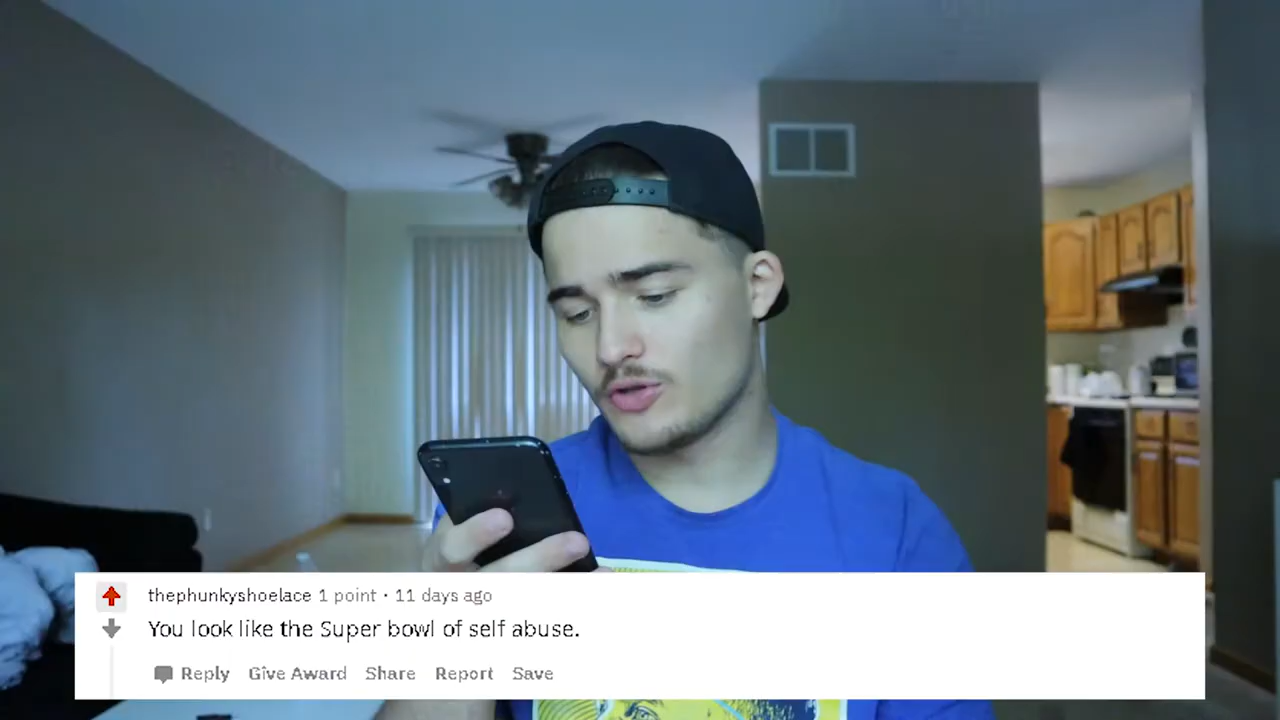 thephunkyshoelace 1 point · 11 days ago
You look like the Super bowl of self abuse.
Reply Give Award Share Report Save